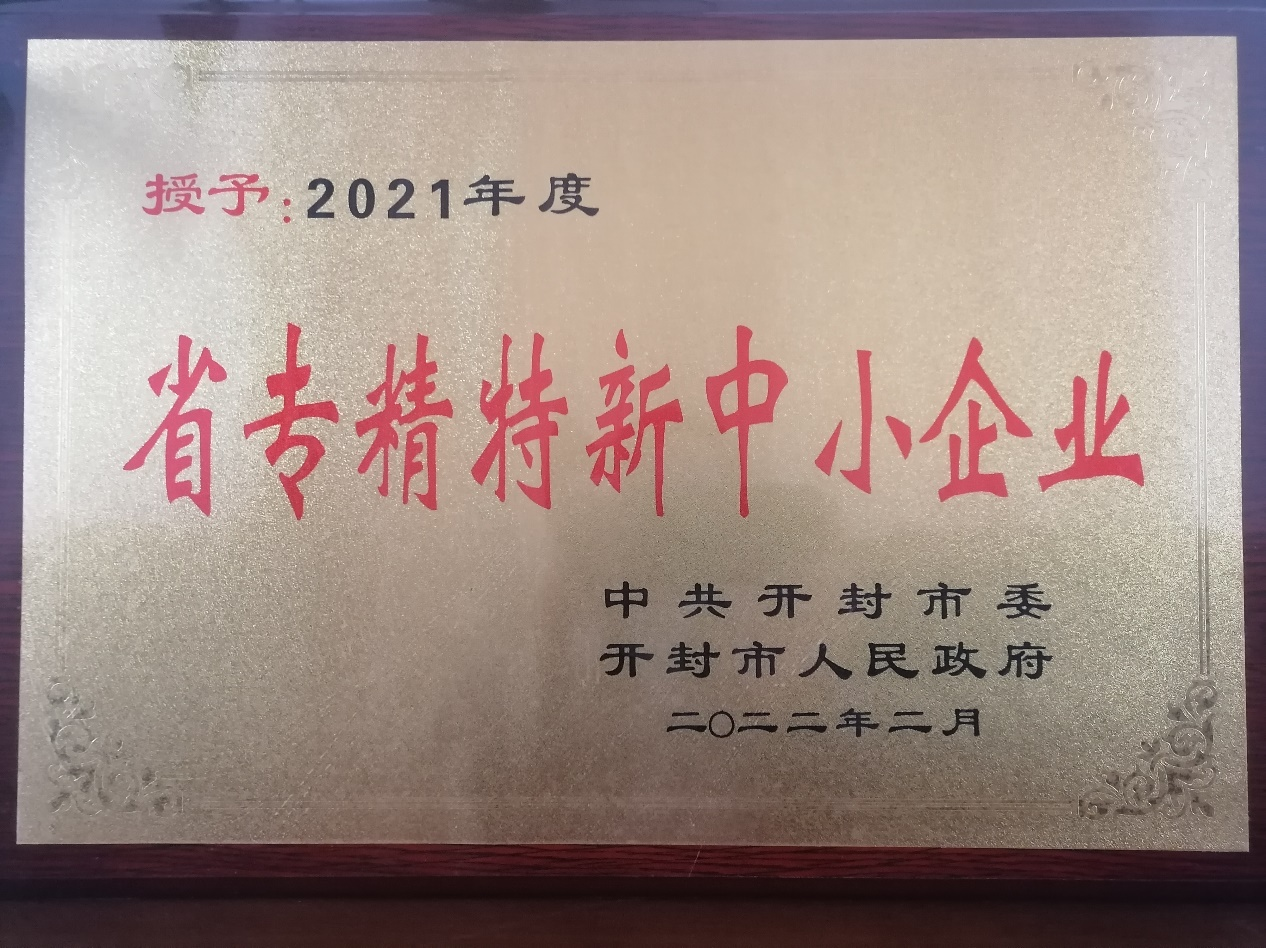 授予:2021年度
省专精特新中小企业
中共开封市委
开封市人民政府
二〇二二年二月